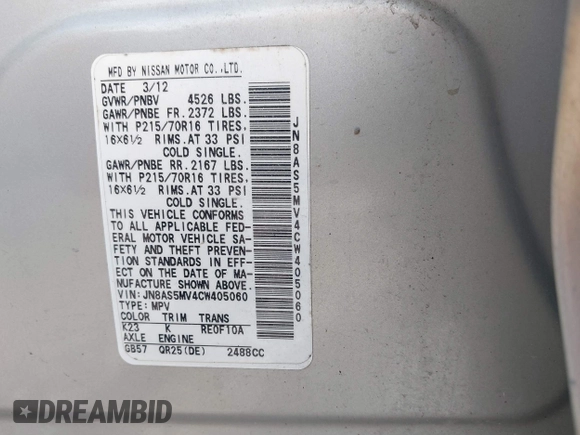 MFD BY NISSAN MOTOR CO.,LTD.
DATE 3/12
GVWR/PNBV 4526 LBS.
GAWR/PNBE FR. 2372 LBS.
WITH P215/70R16 TIRES,
16X6½ RIMS.AT 33 PSI
COLD SINGLE.
GAWR/PNBE RR. 2167 LBS.
WITH P215/70R16 TIRES,
16X6½ RIMS.AT 33 PSI
COLD SINGLE.
THIS VEHICLE CONFORMS
TO ALL APPLICABLE FED-
ERAL MOTOR VEHICLE SA-
FETY AND THEFT PREVEN-
TION STANDARDS IN EFF-
ECT ON THE DATE OF MA-
NUFACTURE SHOWN ABOVE.
VIN: JN8AS5MV4CW405060
TYPE: MPV
COLOR TRIM TRANS
K23 K RE0F10A
AXLE ENGINE
GB57 QR25(DE) 2488CC
JN8AS5MV4CW405060
DREAMBID